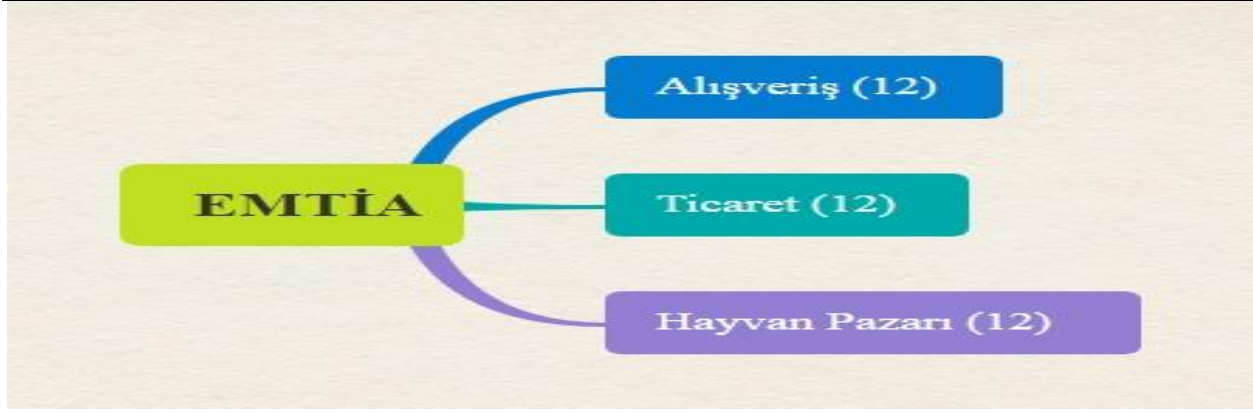 Alışveriş (12)
EMTİA
Ticaret (12)
Hayvan Pazarı (12)